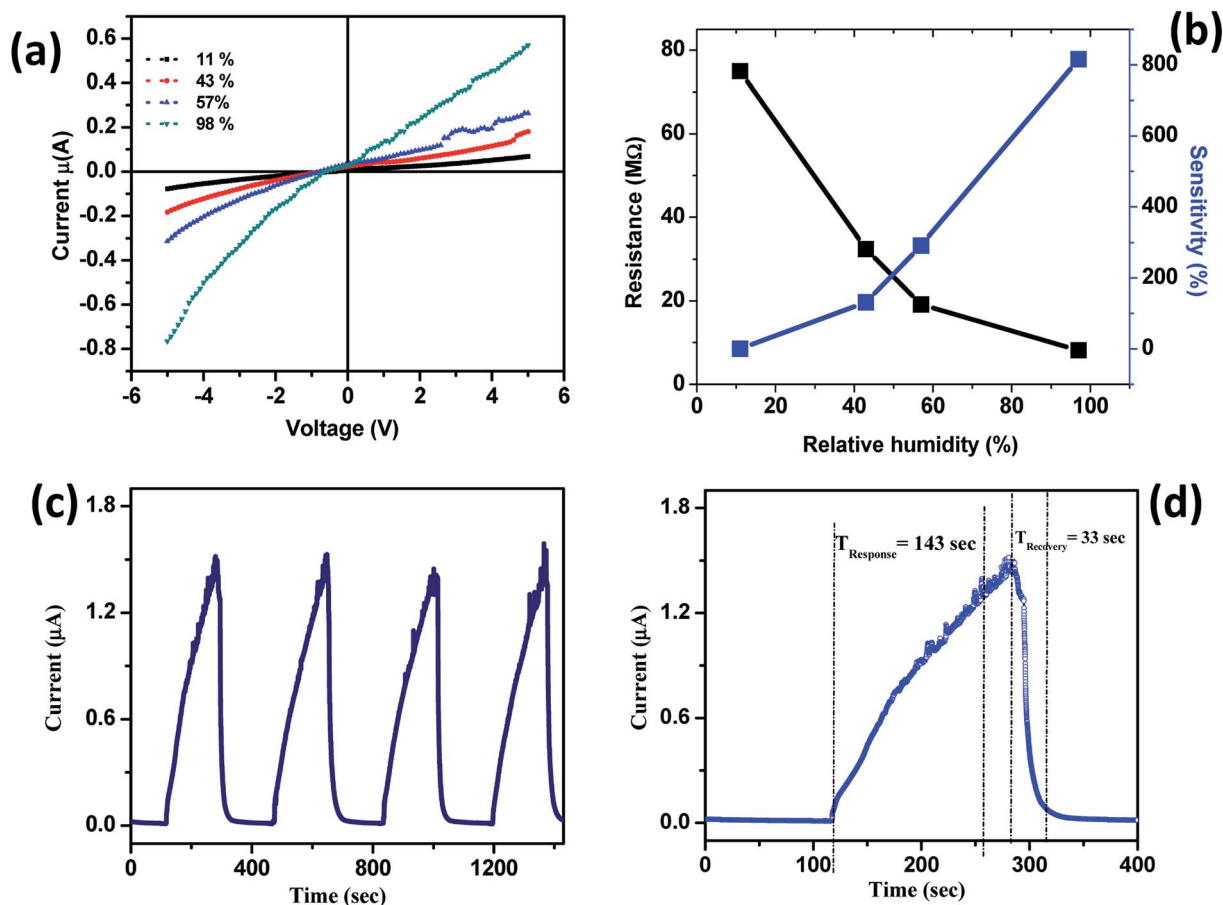 (a)
0.6
0.4
0.2
0.0
-0.2
-0.4
-0.6
-0.8
Current μ(A)
11 %
43 %
57%
98 %
-6 -4 -2 0 2 4 6
Voltage (V)
(b)
80
60
40
20
0
Resistance (MΩ)
800
600
400
200
0
Sensitivity (%)
0 20 40 60 80 100
Relative humidity (%)
(c)
1.8
1.2
0.6
0.0
Current (μA)
0 400 800 1200
Time (sec)
(d)
1.8
1.2
0.6
0.0
Current (μA)
TResponse= 143 sec
TRecovery= 33 sec
0 100 200 300 400
Time (sec)